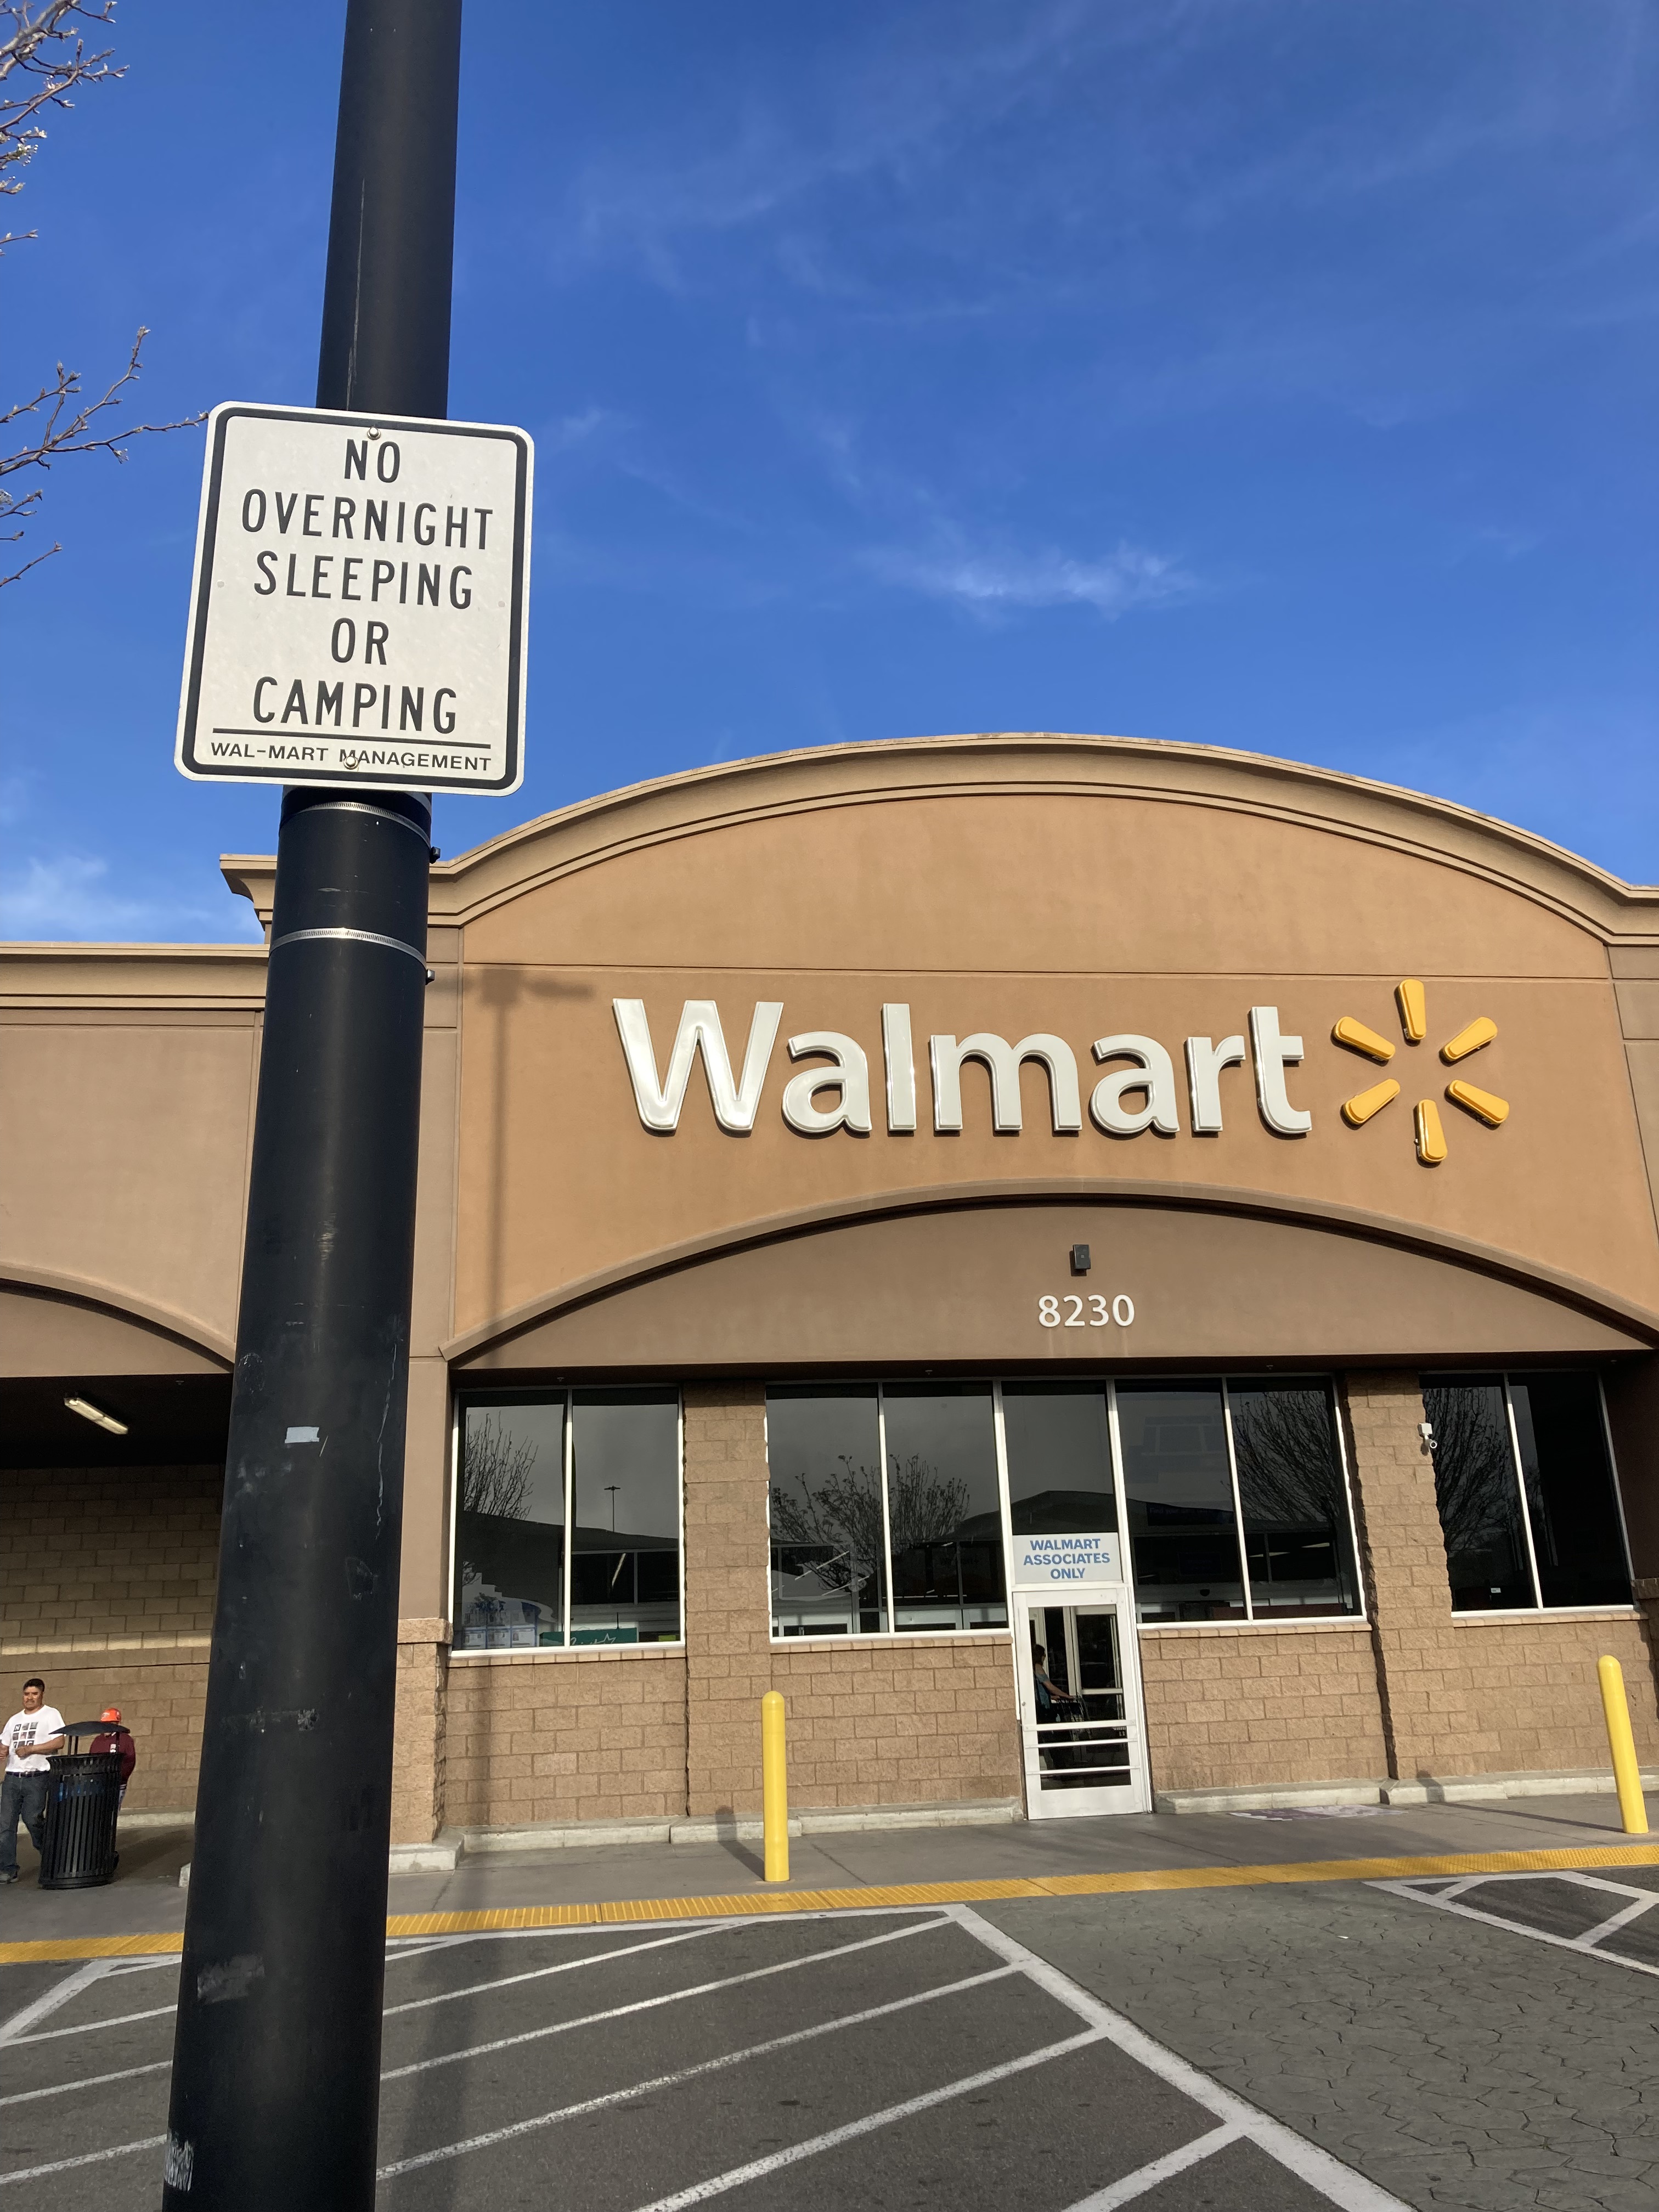 NO
OVERNIGHT
SLEEPING
OR
CAMPING
WAL-MART MANAGEMENT
Walmart
8230
WALMART
ASSOCIATES
ONLY